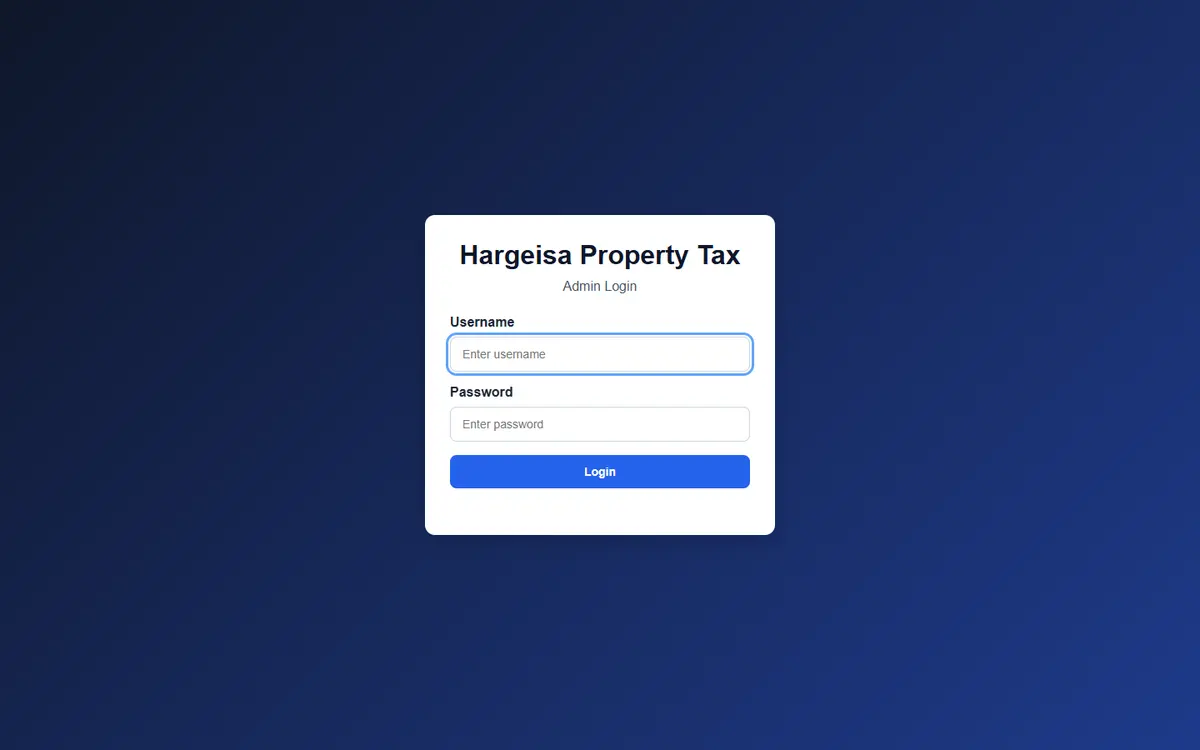 Hargeisa Property Tax
Admin Login
Username
Enter username
Password
Enter password
Login